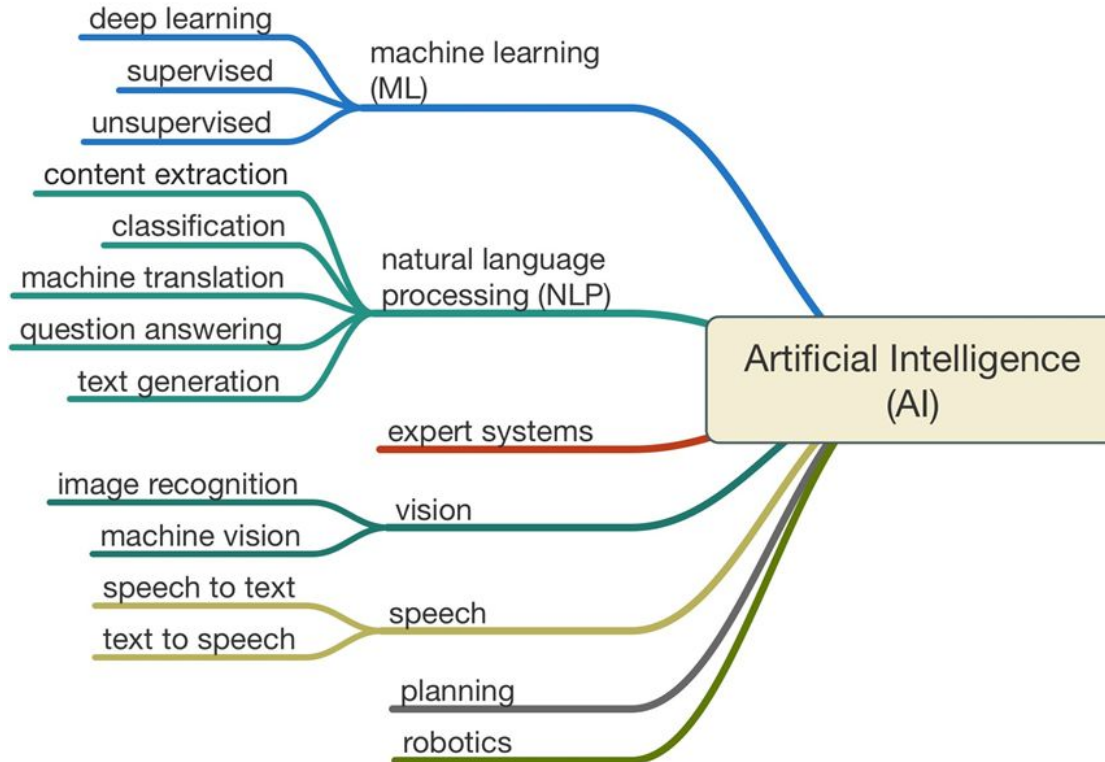 deep learning
supervised
unsupervised
machine learning
(ML)
content extraction
classification
machine translation
question answering
text generation
natural language
processing (NLP)
expert systems
image recognition
machine vision
vision
speech to text
text to speech
speech
planning
robotics
Artificial Intelligence
(AI)